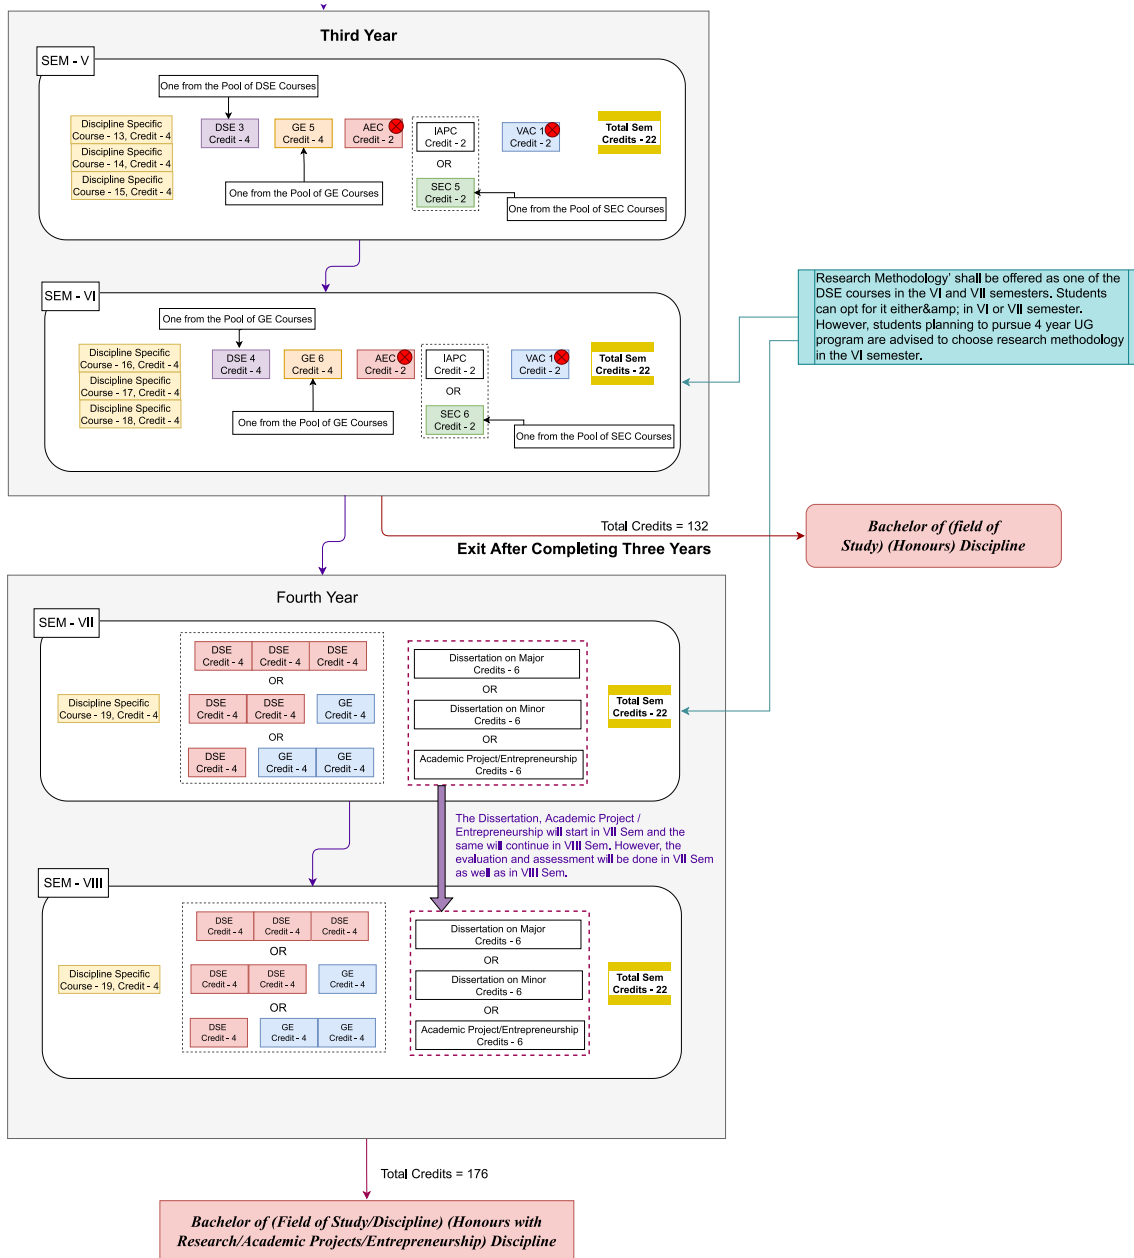 Third Year
SEM - V
One from the Pool of DSE Courses
Discipline Specific
Course - 13, Credit - 4
Discipline Specific
Course - 14, Credit - 4
Discipline Specific
Course - 15, Credit - 4
DSE 3
Credit - 4
GE 5
Credit - 4
AEC
Credit - 2
IAPC
Credit - 2
OR
SEC 5
Credit - 2
VAC 1
Credit - 2
Total Sem
Credits - 22
One from the Pool of GE Courses
One from the Pool of SEC Courses
SEM - VI
One from the Pool of GE Courses
Discipline Specific
Course - 16, Credit - 4
Discipline Specific
Course - 17, Credit - 4
Discipline Specific
Course - 18, Credit - 4
DSE 4
Credit - 4
GE 6
Credit - 4
AEC
Credit - 2
IAPC
Credit - 2
OR
SEC 6
Credit - 2
VAC 1
Credit - 2
Total Sem
Credits - 22
One from the Pool of GE Courses
One from the Pool of SEC Courses
Research Methodology' shall be offered as one of the
DSE courses in the VI and VII semesters. Students
can opt for it either&amp; in VI or VII semester.
However, students planning to pursue 4 year UG
program are advised to choose research methodology
in the VI semester.
Total Credits = 132
Exit After Completing Three Years
Bachelor of (field of
Study) (Honours) Discipline
Fourth Year
SEM - VII
Discipline Specific
Course - 19, Credit - 4
DSE
Credit - 4
DSE
Credit - 4
DSE
Credit - 4
OR
DSE
Credit - 4
DSE
Credit - 4
GE
Credit - 4
OR
DSE
Credit - 4
GE
Credit - 4
GE
Credit - 4
Dissertation on Major
Credits - 6
OR
Dissertation on Minor
Credits - 6
OR
Academic Project/Entrepreneurship
Credits - 6
Total Sem
Credits - 22
The Dissertation, Academic Project /
Entrepreneurship will start in VII Sem and the
same will continue in VIII Sem. However, the
evaluation and assessment will be done in VII Sem
as well as in VIII Sem.
SEM - VIII
Discipline Specific
Course - 19, Credit - 4
DSE
Credit - 4
DSE
Credit - 4
DSE
Credit - 4
OR
DSE
Credit - 4
DSE
Credit - 4
GE
Credit - 4
OR
DSE
Credit - 4
GE
Credit - 4
GE
Credit - 4
Dissertation on Major
Credits - 6
OR
Dissertation on Minor
Credits - 6
OR
Academic Project/Entrepreneurship
Credits - 6
Total Sem
Credits - 22
Total Credits = 176
Bachelor of (Field of Study/Discipline) (Honours with
Research/Academic Projects/Entrepreneurship) Discipline